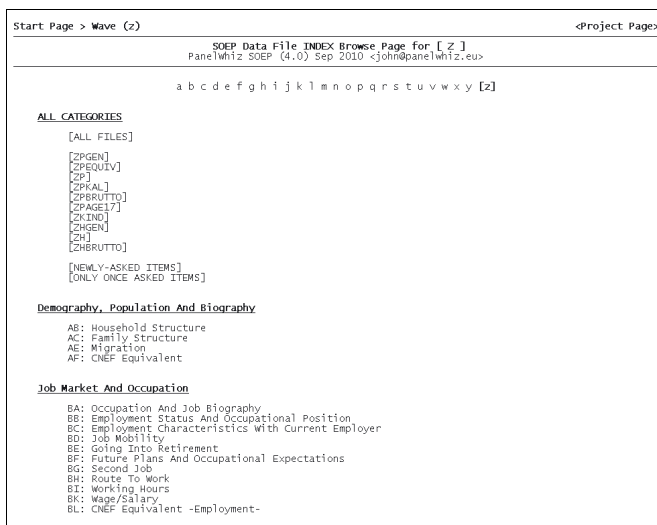 Start Page > Wave (z) <Project Page>
SOEP Data File INDEX Browse Page for [ Z ]
PanelWhiz SOEP (4.0) Sep 2010 <john@panelwhiz.eu>
a b c d e f g h i j k l m n o p q r s t u v w x y [z]
ALL CATEGORIES
[ALL FILES]
[ZPGEN]
[ZPEQUIV]
[ZP]
[ZPKAL]
[ZPBRUTTO]
[ZPAGE17]
[ZKIND]
[ZHGEN]
[ZH]
[ZHBRUTTO]
[NEWLY-ASKED ITEMS]
[ONLY ONCE ASKED ITEMS]
Demography, Population And Biography
AB: Household Structure
AC: Family Structure
AE: Migration
AF: CNEF Equivalent
Job Market And Occupation
BA: Occupation And Job Biography
BB: Employment Status And Occupational Position
BC: Employment Characteristics With Current Employer
BD: Job Mobility
BE: Going Into Retirement
BF: Future Plans And Occupational Expectations
BG: Second Job
BH: Route To Work
BI: Working Hours
BK: Wage/Salary
BL: CNEF Equivalent -Employment-